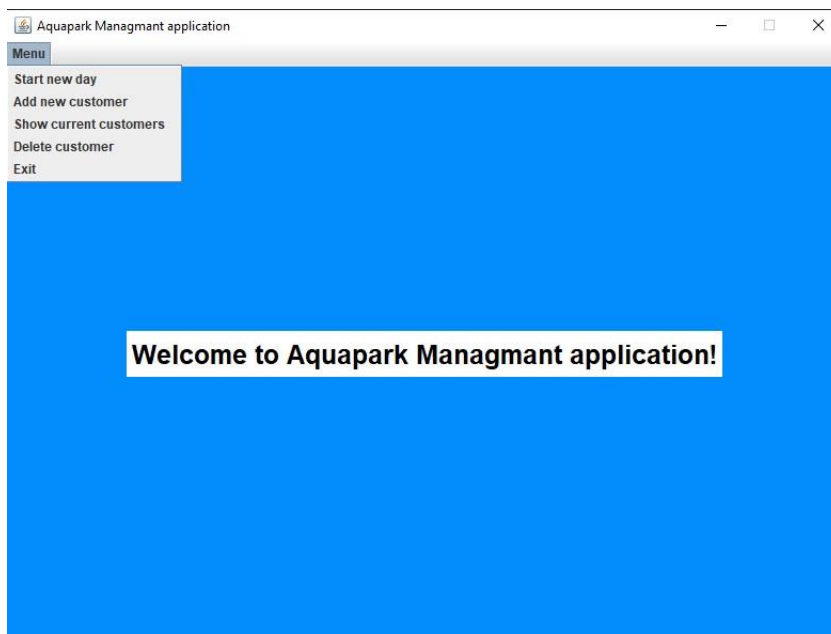 Aquapark Managmant application
Menu
Start new day
Add new customer
Show current customers
Delete customer
Exit
Welcome to Aquapark Managmant application!